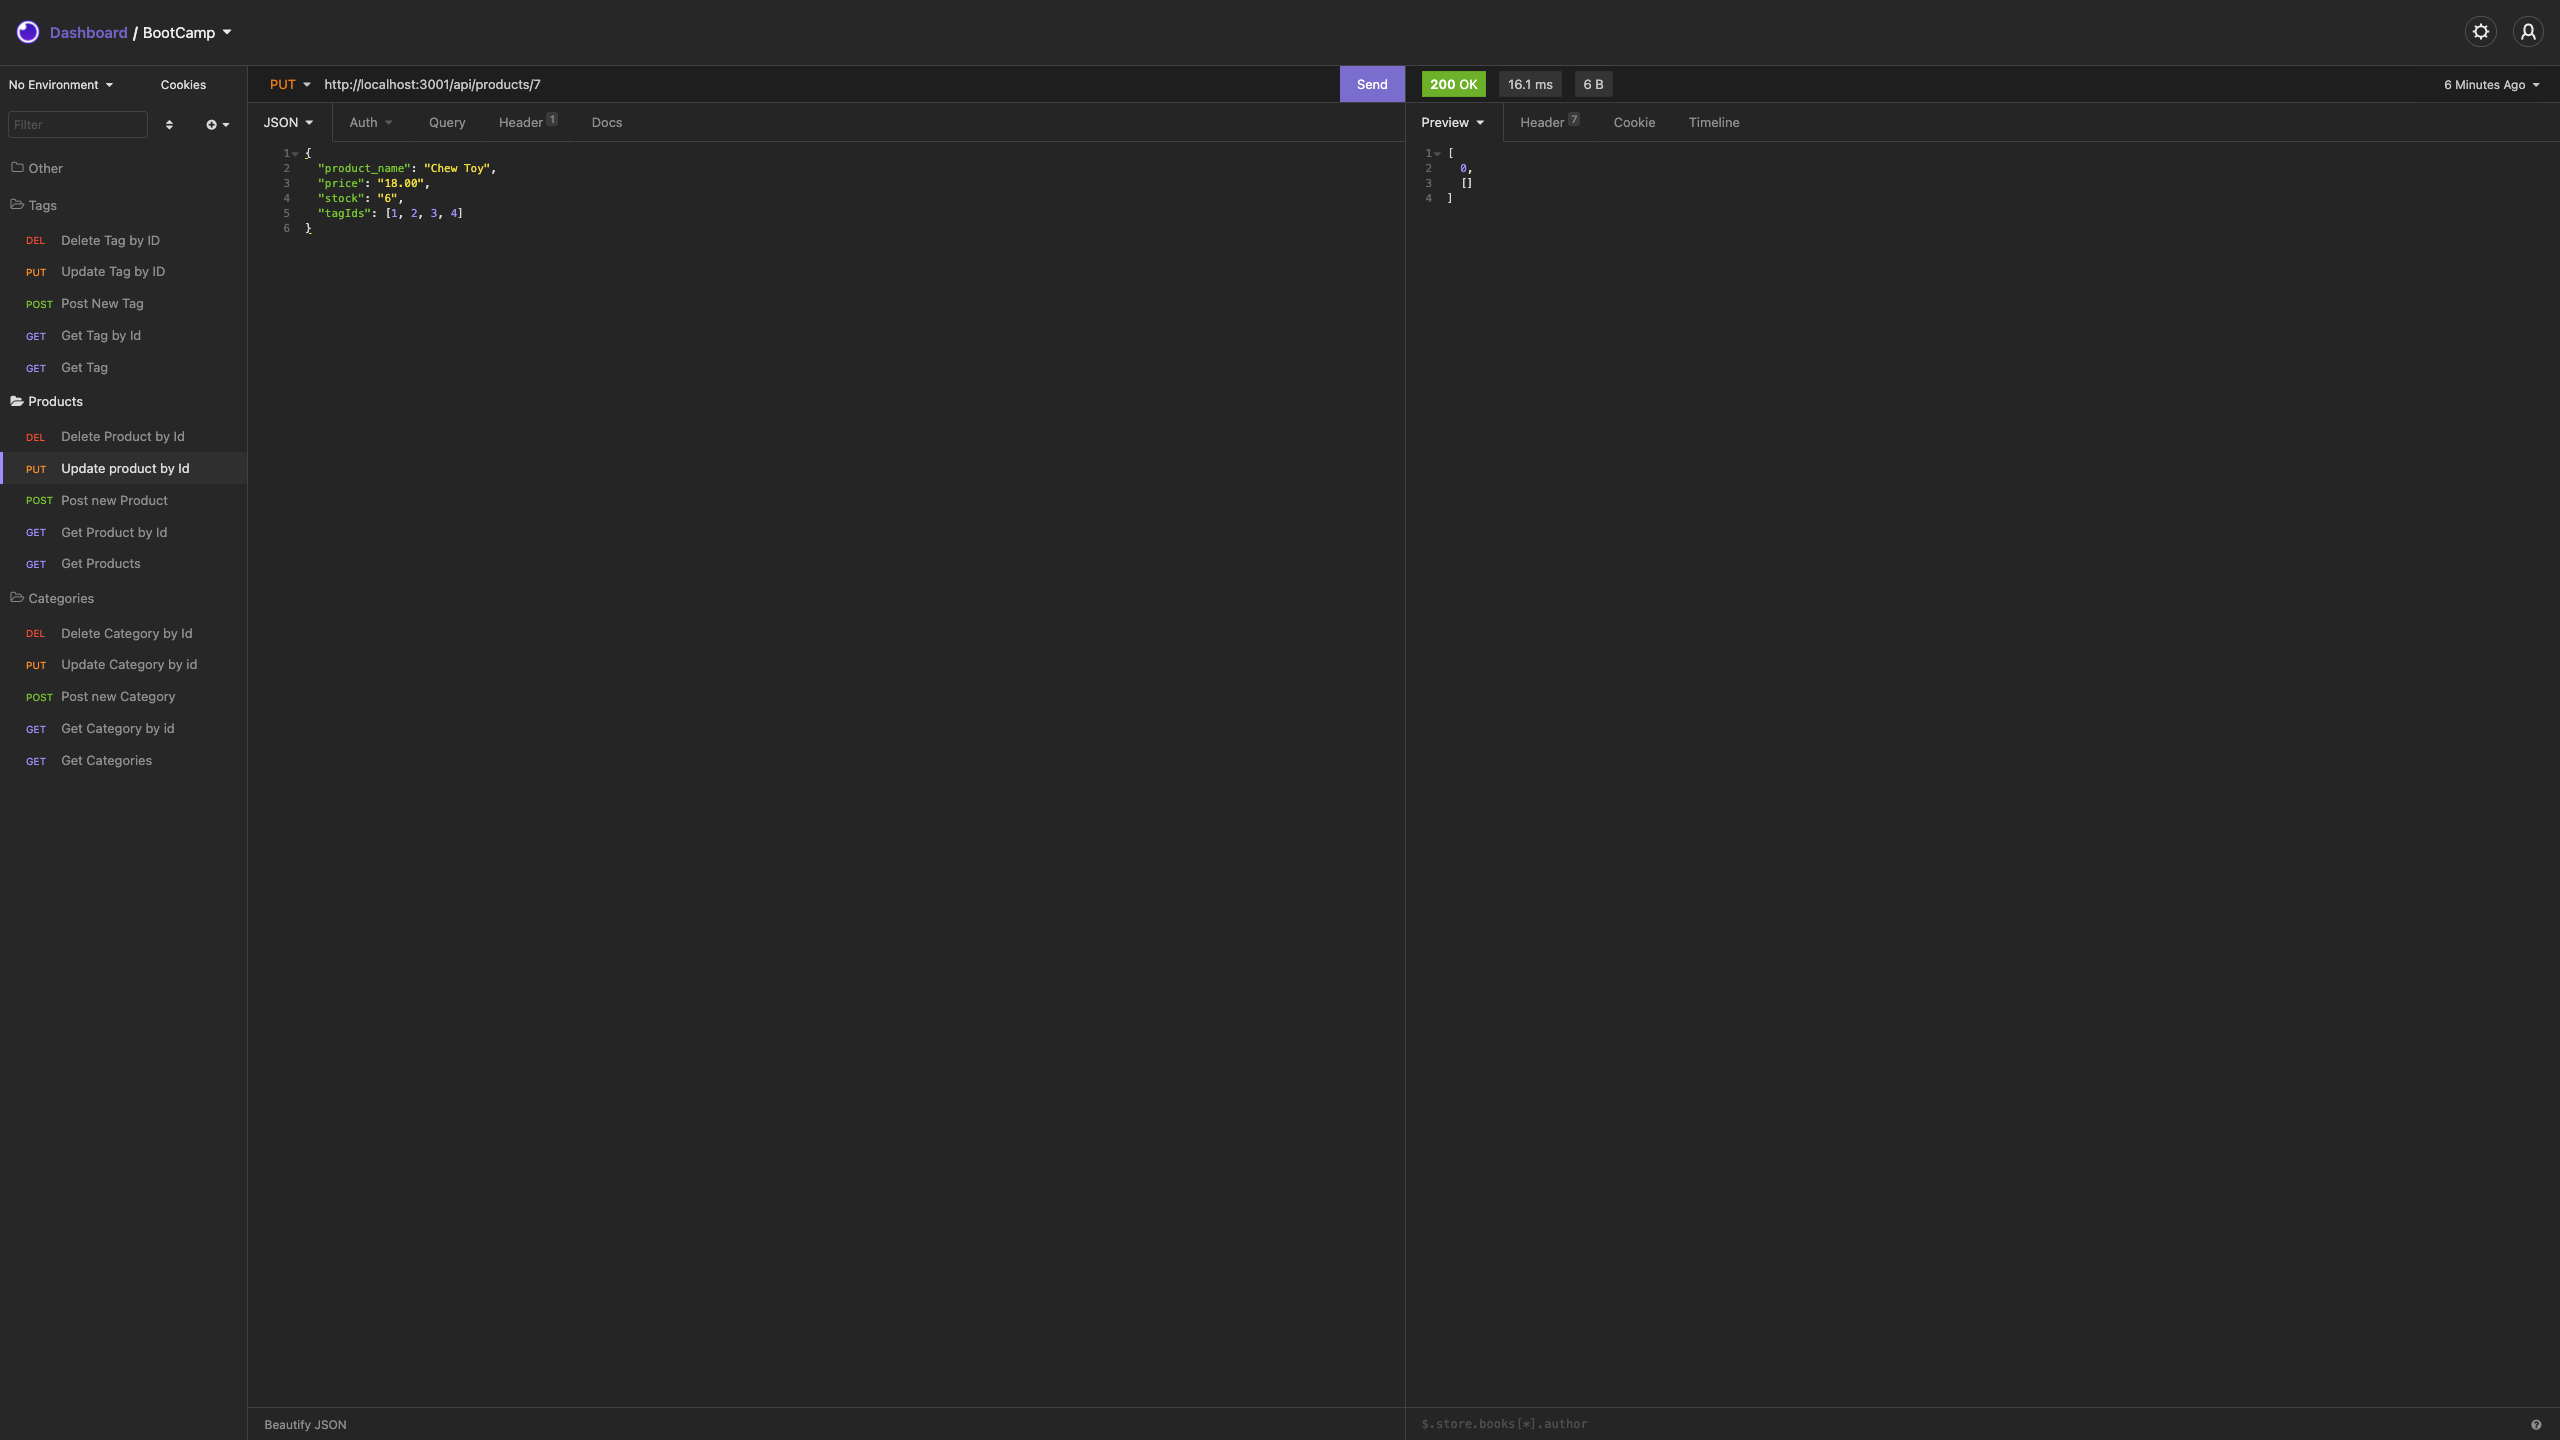 Dashboard / BootCamp
No Environment
Cookies
Filter
Other
Tags
DEL Delete Tag by ID
PUT Update Tag by ID
POST Post New Tag
GET Get Tag by Id
GET Get Tag
Products
DEL Delete Product by Id
PUT Update product by Id
POST Post new Product
GET Get Product by Id
GET Get Products
Categories
DEL Delete Category by Id
PUT Update Category by id
POST Post new Category
GET Get Category by id
GET Get Categories
PUT http://localhost:3001/api/products/7 Send
JSON Auth Query Header 1 Docs
1 {
2 "product_name": "Chew Toy",
3 "price": "18.00",
4 "stock": "6",
5 "tagIds": [1, 2, 3, 4]
6 }
Beautify JSON
200 OK 16.1 ms 6 B 6 Minutes Ago
Preview Header 7 Cookie Timeline
1 [
2 0,
3 []
4 ]
$.store.books[*].author